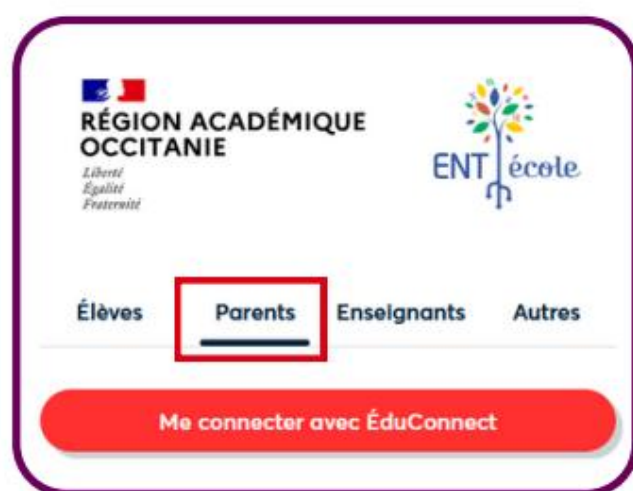 RÉGION ACADÉMIQUE
OCCITANIE
Liberté
Égalité
Fraternité
ENT école
Élèves Parents Enseignants Autres
Me connecter avec ÉduConnect